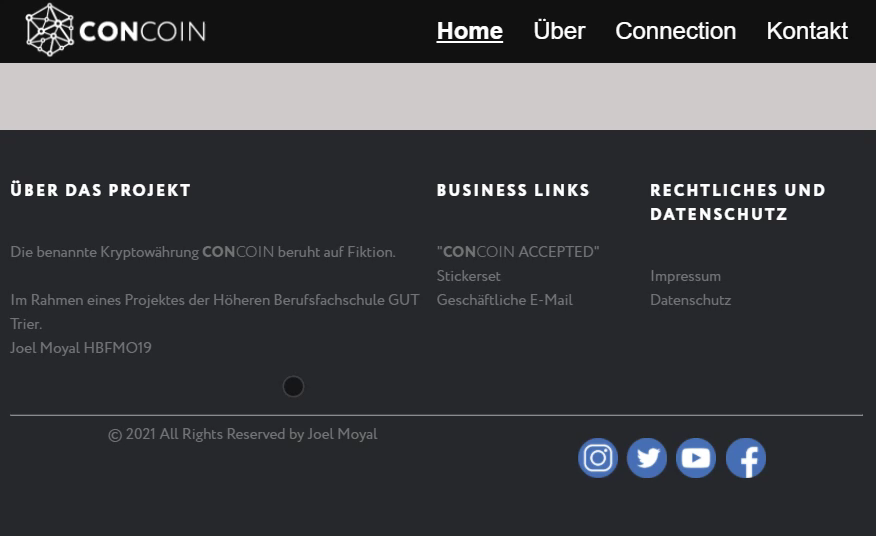 CONCOIN
Home Über Connection Kontakt
ÜBER DAS PROJEKT
Die benannte Kryptowährung CONCOIN beruht auf Fiktion.
Im Rahmen eines Projektes der Höheren Berufsfachschule GUT
Trier.
Joel Moyal HBFMO19
BUSINESS LINKS
"CONCOIN ACCEPTED"
Stickerset
Geschäftliche E-Mail
RECHTLICHES UND
DATENSCHUTZ
Impressum
Datenschutz
© 2021 All Rights Reserved by Joel Moyal